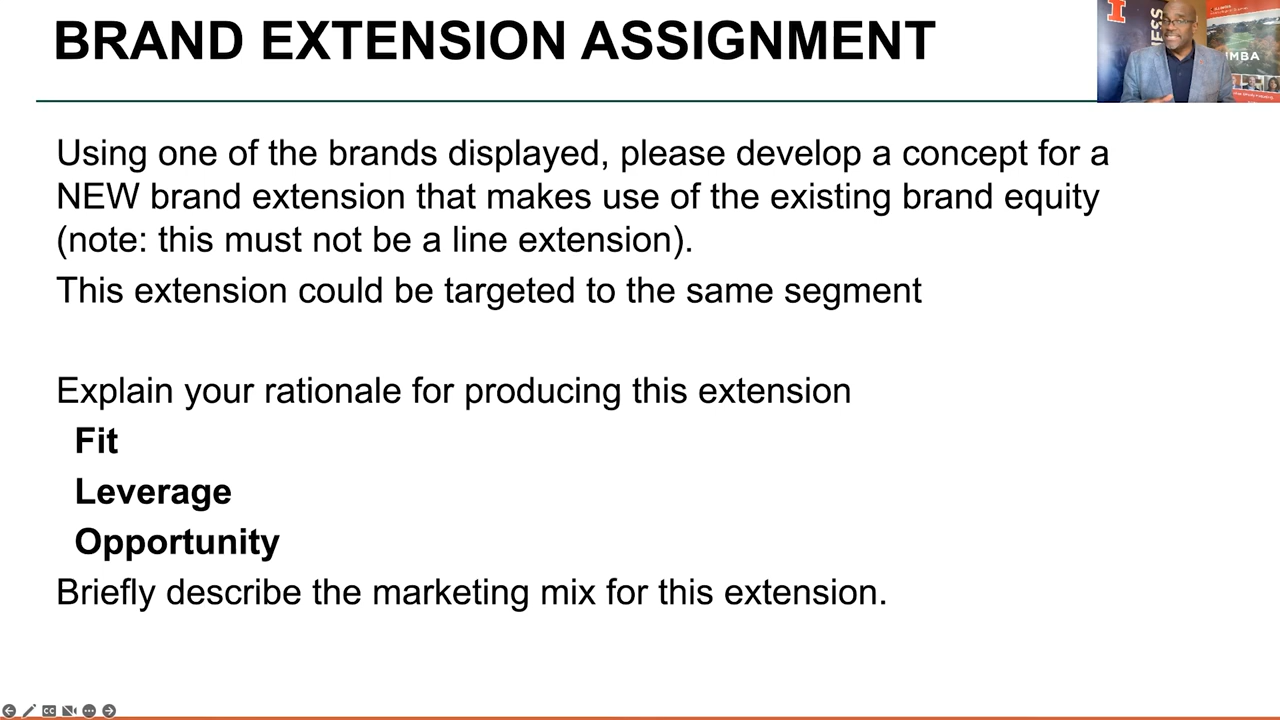 BRAND EXTENSION ASSIGNMENT
I
NESS
MBA
Using one of the brands displayed, please develop a concept for a
NEW brand extension that makes use of the existing brand equity
(note: this must not be a line extension).
This extension could be targeted to the same segment
Explain your rationale for producing this extension
Fit
Leverage
Opportunity
Briefly describe the marketing mix for this extension.
CC